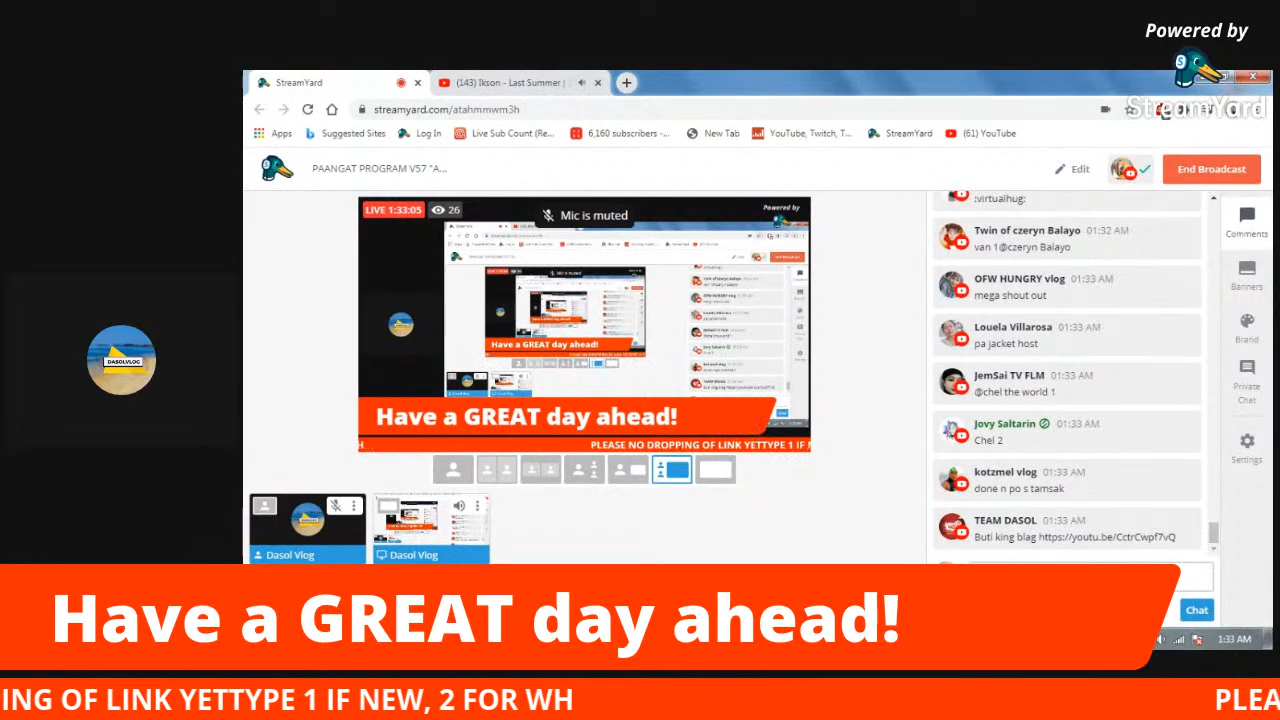 Powered by
StreamYard
StreamYard
(143) Ikson - Last Summer |
streamyard.com/atahmmwm3h
Apps
Suggested Sites
Log In
Live Sub Count (Re...
6,160 subscribers -...
New Tab
YouTube, Twitch, T...
StreamYard
(61) YouTube
PAANGAT PROGRAM V57 "A...
Edit
End Broadcast
LIVE 1:33:05
26
Mic is muted
Powered by
:virtualhug:
Twin of czeryn Balayo 01:32 AM
van 1@czeryn Balayo
OFW HUNGRY vlog 01:33 AM
mega shout out
Louela Villarosa 01:33 AM
pa jacket host
JemSai TV FLM 01:33 AM
@chel the world 1
Jovy Saltarin 01:33 AM
Chel 2
kotzmel vlog 01:33 AM
done n po s tamsak
TEAM DASOL 01:33 AM
Buti king blag https://youtu.be/CctrCwpf7vQ
Comments
Banners
Brand
Private
Chat
Settings
DASOLVLOG
Have a GREAT day ahead!
Have a GREAT day ahead!
H...
PLEASE NO DROPPING OF LINK YETTYPE 1 IF N
Dasol Vlog
Dasol Vlog
Chat
1:33 AM
Have a GREAT day ahead!
ING OF LINK YETTYPE 1 IF NEW, 2 FOR WH
PLEA